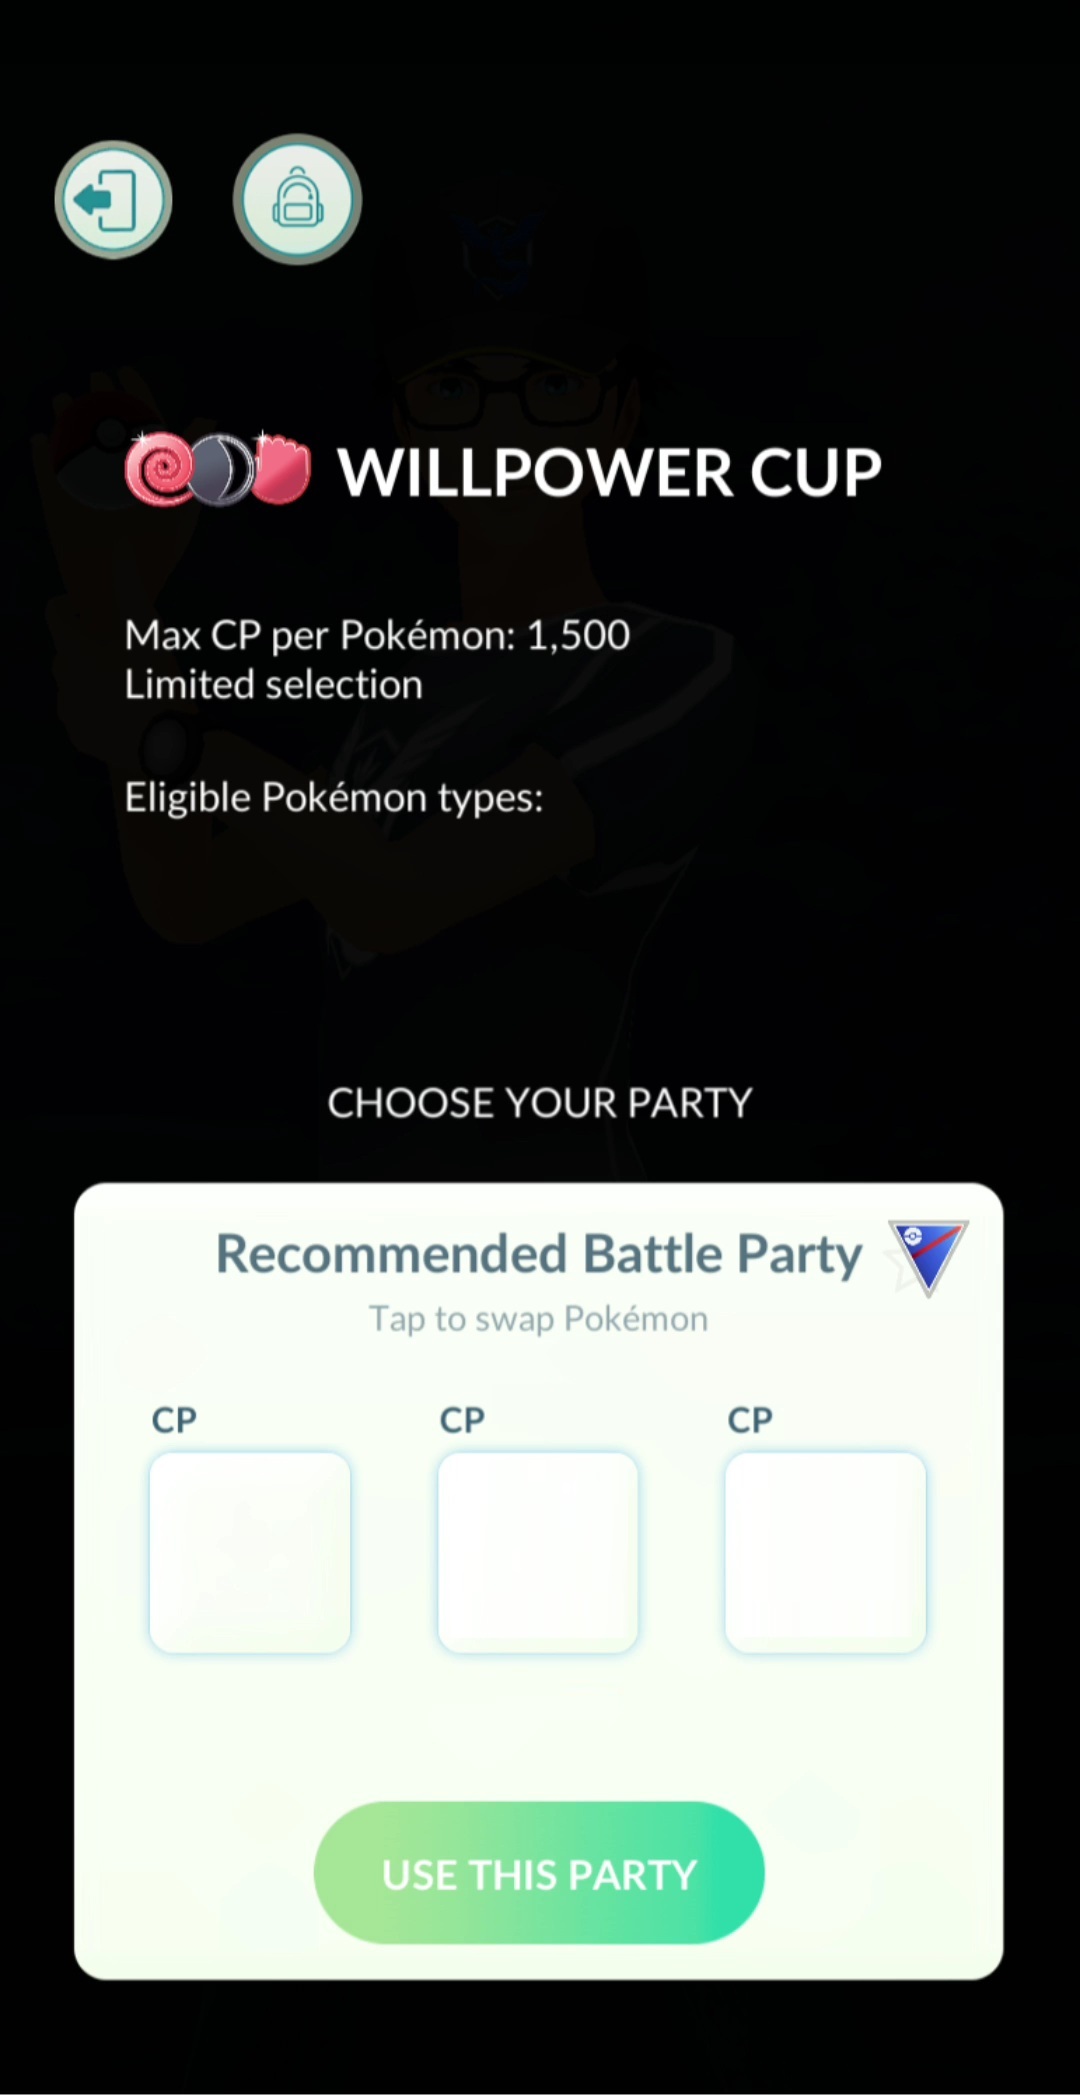 WILLPOWER CUP
Max CP per Pokémon: 1,500
Limited selection
Eligible Pokémon types:
CHOOSE YOUR PARTY
Recommended Battle Party
Tap to swap Pokémon
CP CP CP
USE THIS PARTY